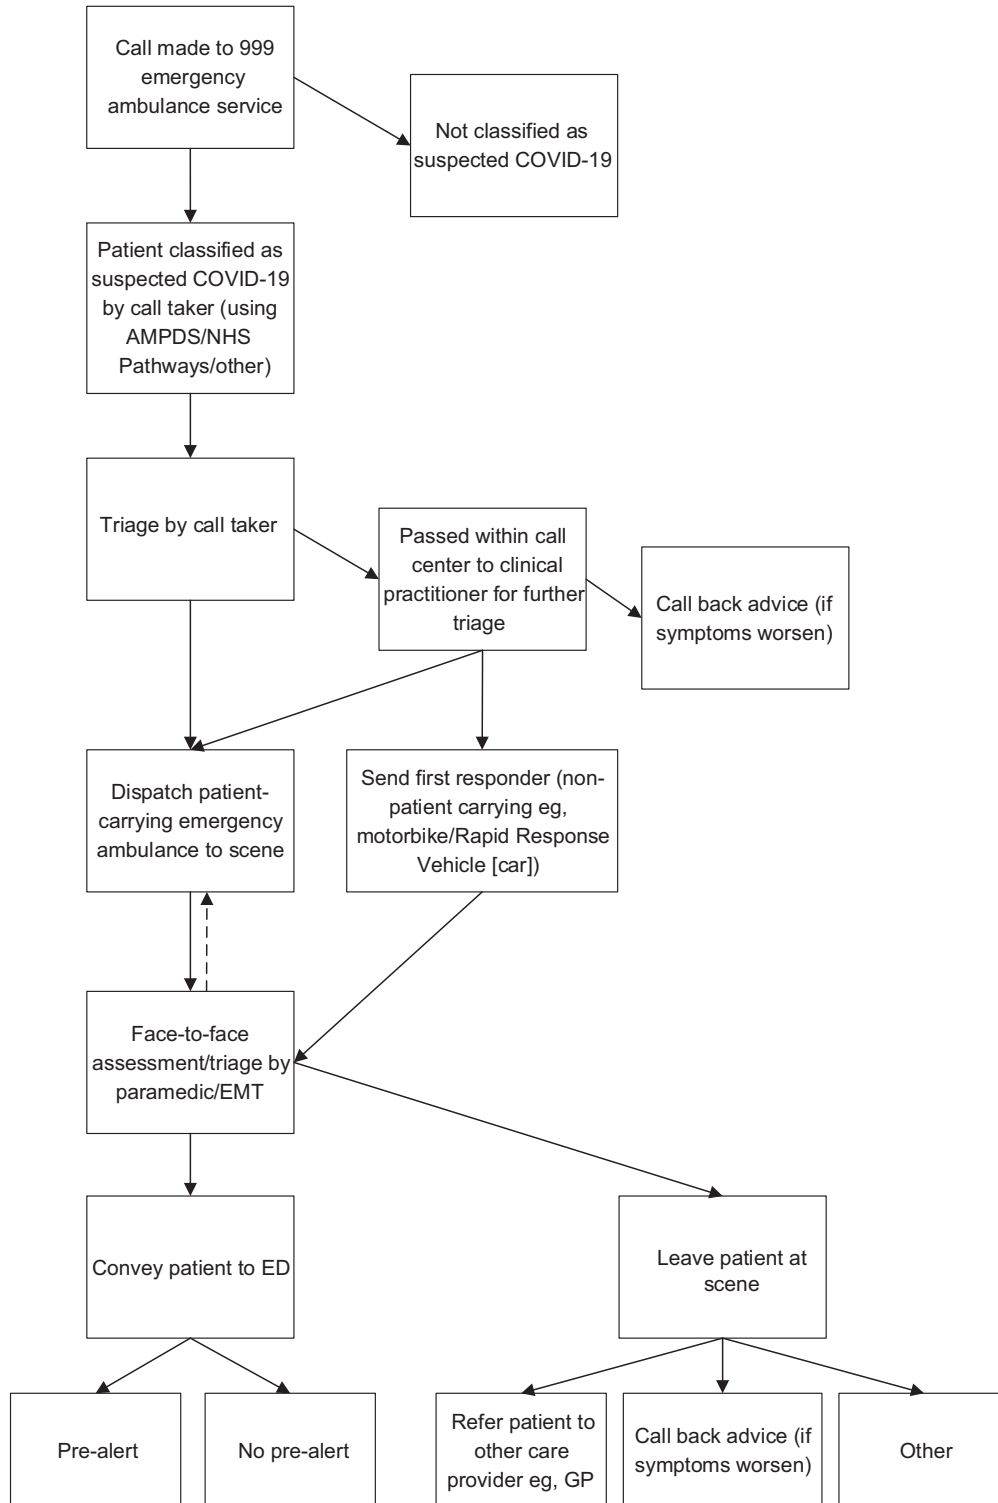 Call made to 999
emergency
ambulance service
Not classified as
suspected COVID-19
Patient classified as
suspected COVID-19
by call taker (using
AMPDS/NHS
Pathways/other)
Triage by call taker
Passed within call
center to clinical
practitioner for further
triage
Call back advice (if
symptoms worsen)
Dispatch patient-
carrying emergency
ambulance to scene
Send first responder (non-
patient carrying eg,
motorbike/Rapid Response
Vehicle [car])
Face-to-face
assessment/triage by
paramedic/EMT
Convey patient to ED
Leave patient at
scene
Pre-alert
No pre-alert
Refer patient to
other care
provider eg, GP
Call back advice (if
symptoms worsen)
Other